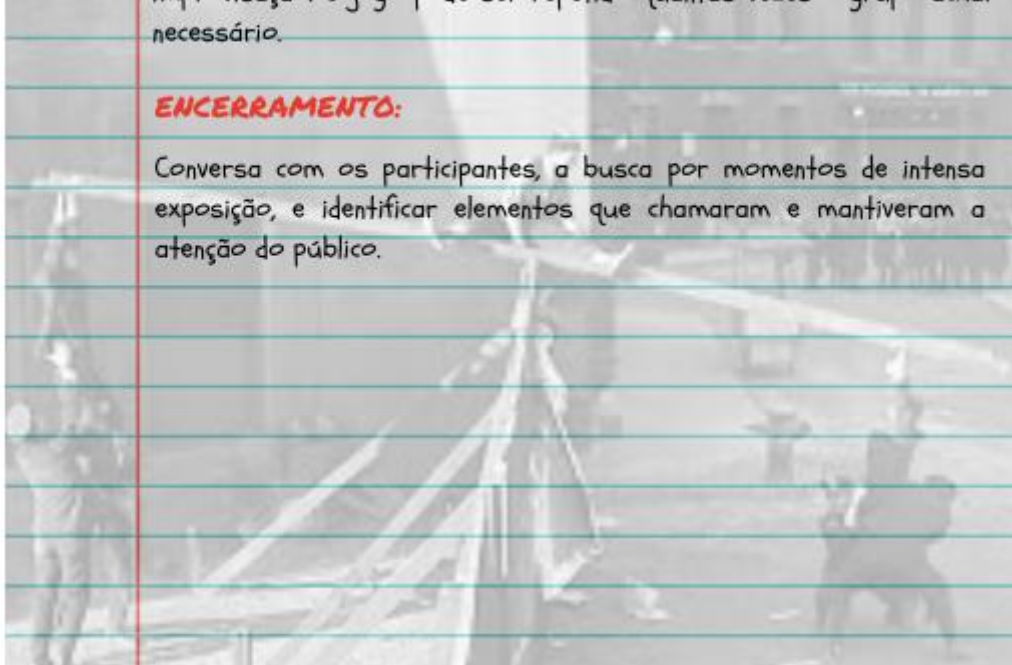 necessário.
ENCERRAMENTO:
Conversa com os participantes, a busca por momentos de intensa
exposição, e identificar elementos que chamaram e mantiveram a
atenção do público.